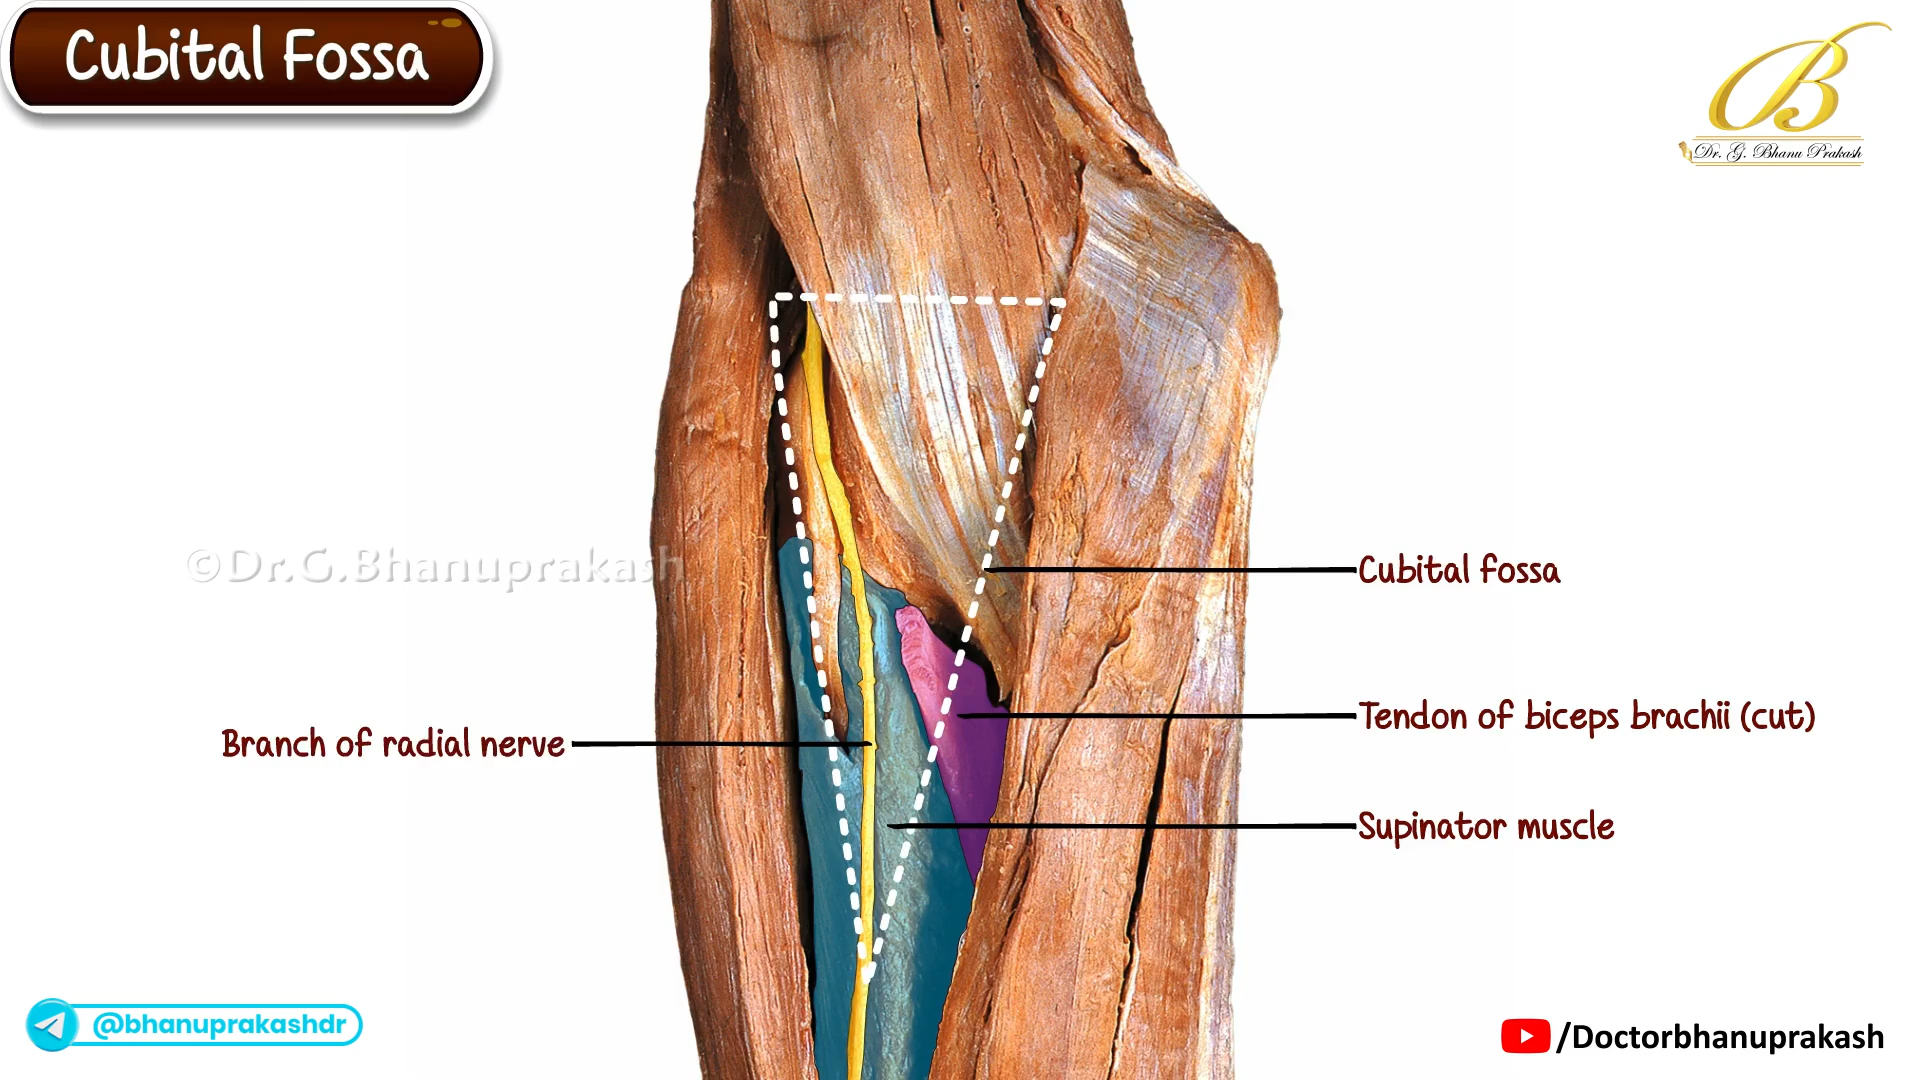 Cubital Fossa
B
Dr. G. Bhanu Prakash
©Dr.G.Bhanuprakash
Cubital fossa
Tendon of biceps brachii (cut)
Branch of radial nerve
Supinator muscle
@bhanuprakashdr
/Doctorbhanuprakash